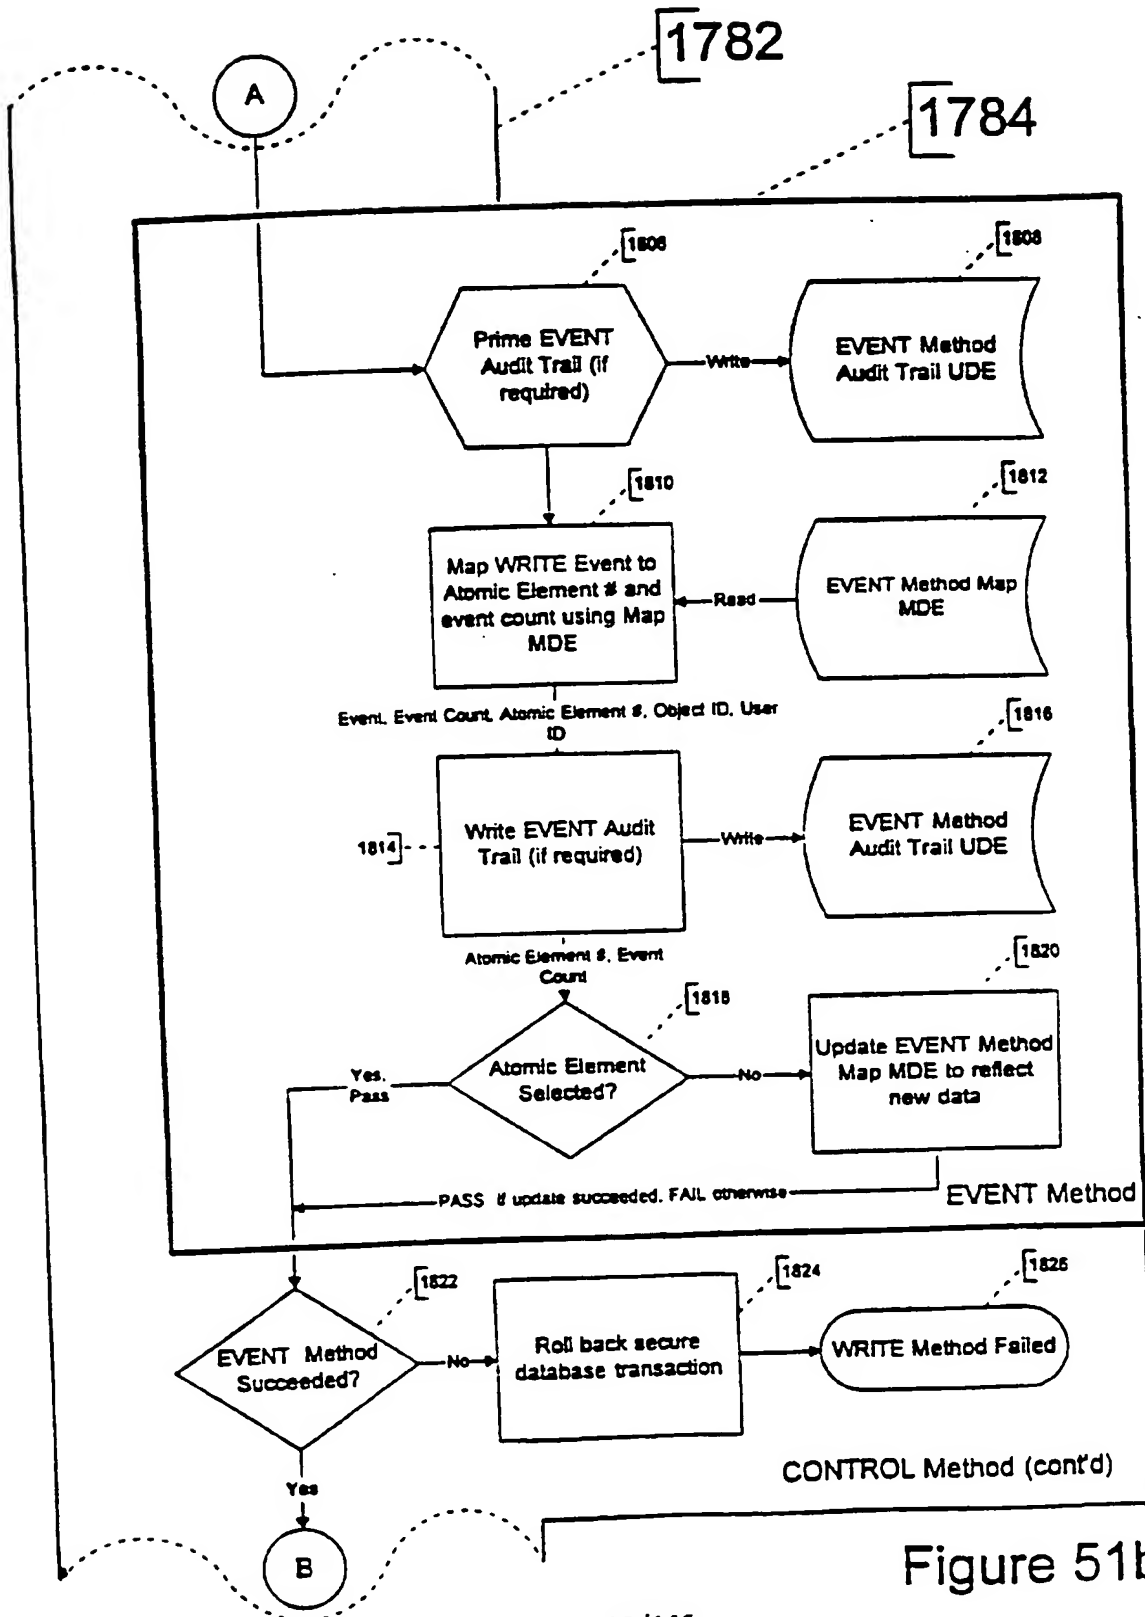 1782
A
1784
1806
1808
Prime EVENT
Audit Trail (if
required)
Write
EVENT Method
Audit Trail UDE
1810
1812
Map WRITE Event to
Atomic Element # and
event count using Map
MDE
Read
EVENT Method Map
MDE
Event, Event Count, Atomic Element #, Object ID, User
ID
1816
1814
Write EVENT Audit
Trail (if required)
Write
EVENT Method
Audit Trail UDE
Atomic Element #, Event
Count
1818
1820
Yes,
Pass
Atomic Element
Selected?
No
Update EVENT Method
Map MDE to reflect
new data
PASS if update succeeded, FAIL otherwise
EVENT Method
1822
1824
1826
EVENT Method
Succeeded?
No
Roll back secure
database transaction
WRITE Method Failed
CONTROL Method (cont'd)
Yes
B
Figure 51b